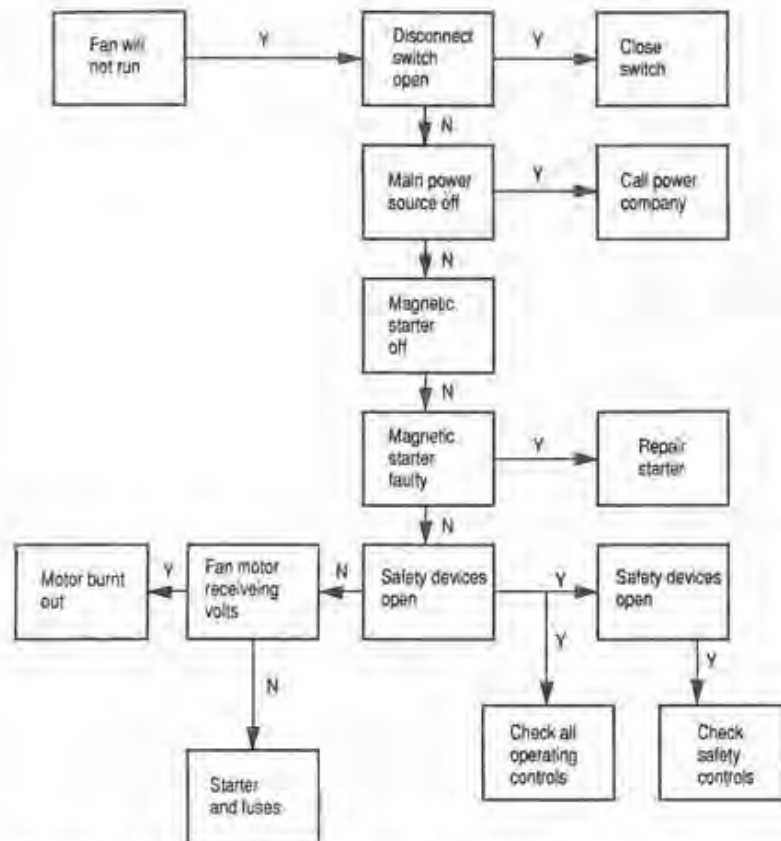 Fan will
not run
Y
Disconnect
switch
open
Y
Close
switch
N
Main power
source off
Y
Call power
company
N
Magnetic
starter
off
N
Magnetic
starter
faulty
Y
Repair
starter
N
Motor burnt
out
Y
Fan motor
receiveing
volts
N
Safety devices
open
Y
Safety devices
open
Y
Y
N
Check all
operating
controls
Check
safety
controls
Starter
and fuses